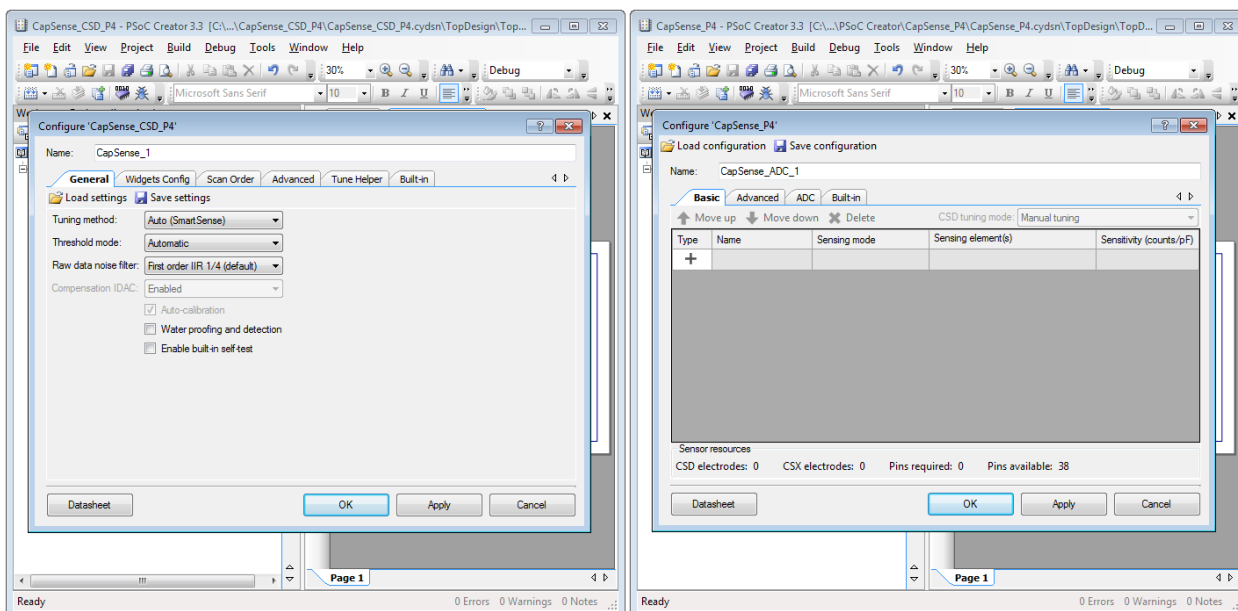 CapSense_CSD_P4 - PSoC Creator 3.3 [C:\...\CapSense_CSD_P4\CapSense_CSD_P4.cydsn\TopDesign\Top...
File Edit View Project Build Debug Tools Window Help
30% Debug
Microsoft Sans Serif 10 B I U
Configure 'CapSense_CSD_P4'
Name: CapSense_1
General Widgets Config Scan Order Advanced Tune Helper Built-in
Load settings Save settings
Tuning method: Auto (SmartSense)
Threshold mode: Automatic
Raw data noise filter: First order IIR 1/4 (default)
Compensation IDAC: Enabled
Auto-calibration
Water proofing and detection
Enable built-in self-test
Datasheet OK Apply Cancel
Page 1
Ready 0 Errors 0 Warnings 0 Notes
CapSense_P4 - PSoC Creator 3.3 [C:\...\PSoC Creator\CapSense_P4\CapSense_P4.cydsn\TopDesign\TopD...
File Edit View Project Build Debug Tools Window Help
30% Debug
Microsoft Sans Serif 10 B I U
Configure 'CapSense_P4'
Load configuration Save configuration
Name: CapSense_ADC_1
Basic Advanced ADC Built-in
Move up Move down Delete CSD tuning mode: Manual tuning
Type Name Sensing mode Sensing element(s) Sensitivity (counts/pF)
Sensor resources
CSD electrodes: 0 CSX electrodes: 0 Pins required: 0 Pins available: 38
Datasheet OK Apply Cancel
Page 1
Ready 0 Errors 0 Warnings 0 Notes